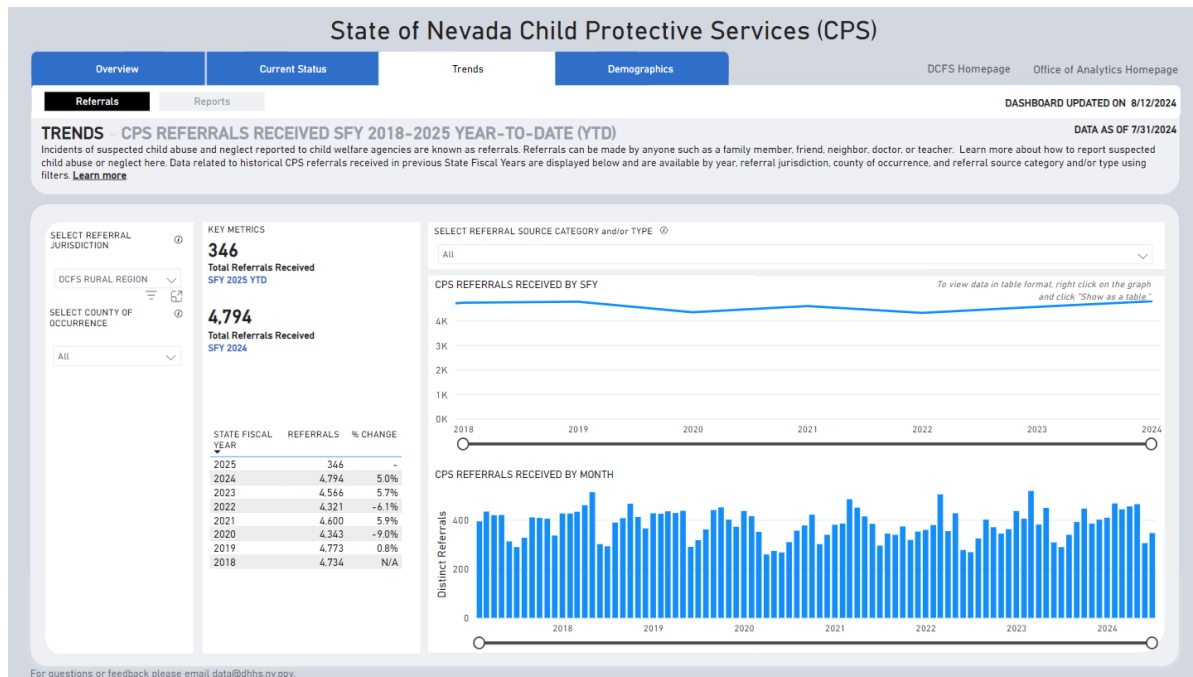 State of Nevada Child Protective Services (CPS)
Overview
Current Status
Trends
Demographics
DCFS Homepage
Office of Analytics Homepage
Referrals
Reports
DASHBOARD UPDATED ON 8/12/2024
TRENDS - CPS REFERRALS RECEIVED SFY 2018-2025 YEAR-TO-DATE (YTD)
DATA AS OF 7/31/2024
Incidents of suspected child abuse and neglect reported to child welfare agencies are known as referrals. Referrals can be made by anyone such as a family member, friend, neighbor, doctor, or teacher. Learn more about how to report suspected
child abuse or neglect here. Data related to historical CPS referrals received in previous State Fiscal Years are displayed below and are available by year, referral jurisdiction, county of occurrence, and referral source category and/or type using
filters. Learn more
SELECT REFERRAL
JURISDICTION
DCFS RURAL REGION
SELECT COUNTY OF
OCCURRENCE
All
KEY METRICS
346
Total Referrals Received
SFY 2025 YTD
4,794
Total Referrals Received
SFY 2024
STATE FISCAL
YEAR
REFERRALS
% CHANGE
2025 346 -
2024 4,794 5.0%
2023 4,566 5.7%
2022 4,321 -6.1%
2021 4,600 5.9%
2020 4,343 -9.0%
2019 4,773 0.8%
2018 4,734 N/A
SELECT REFERRAL SOURCE CATEGORY and/or TYPE
All
CPS REFERRALS RECEIVED BY SFY
To view data in table format, right click on the graph
and click "Show as a table."
4K
3K
2K
1K
0K
2018 2019 2020 2021 2022 2023 2024
CPS REFERRALS RECEIVED BY MONTH
Distinct Referrals
400
200
0
2018 2019 2020 2021 2022 2023 2024
For questions or feedback please email data@dhhs.nv.gov.